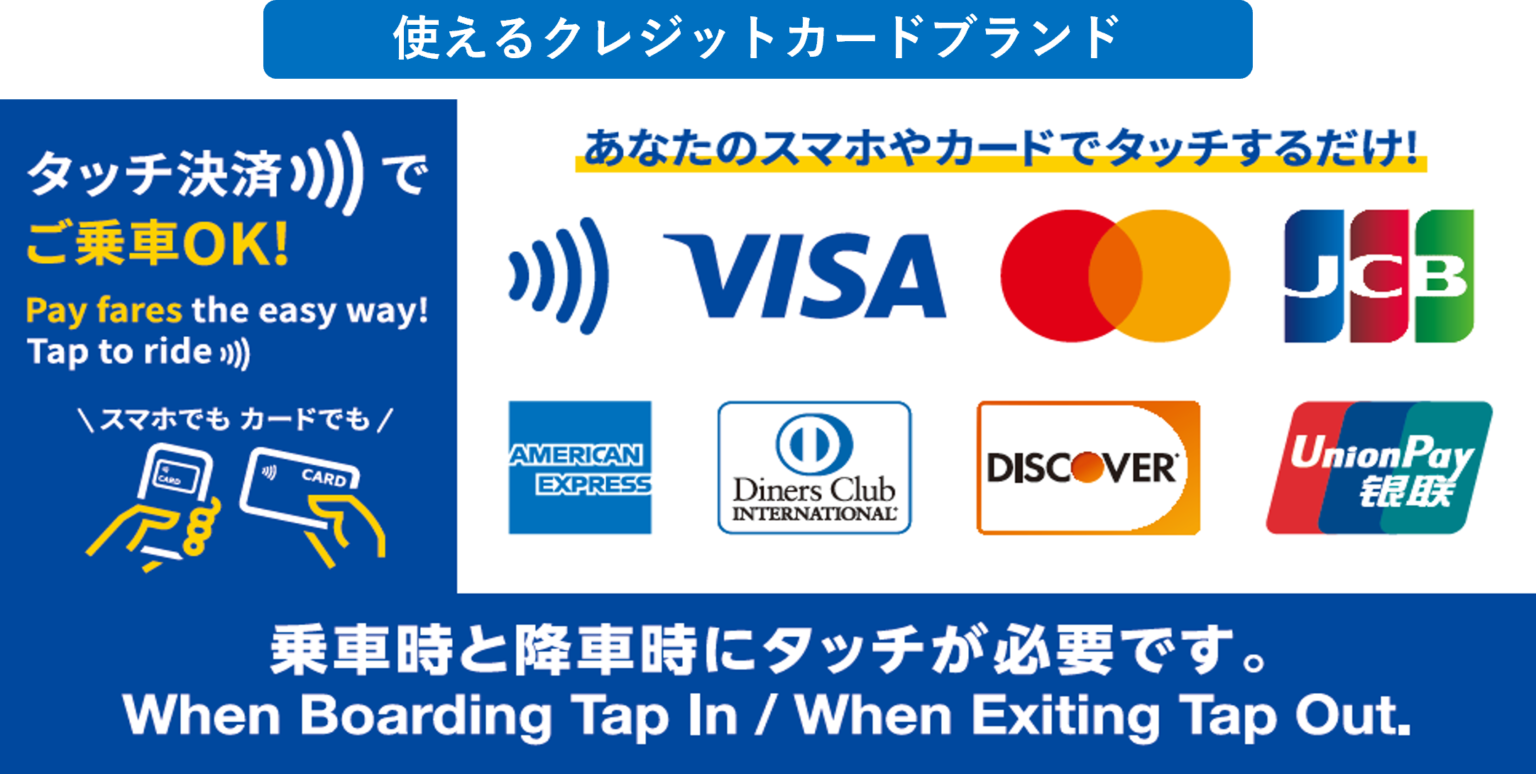 使えるクレジットカードブランド
タッチ決済 で
ご乗車OK!
Pay fares the easy way!
Tap to ride
\ スマホでも カードでも /
CARD
CARD
あなたのスマホやカードでタッチするだけ!
VISA
JCB
AMERICAN
EXPRESS
Diners Club
INTERNATIONAL
DISCOVER
UnionPay
银联
乗車時と降車時にタッチが必要です。
When Boarding Tap In / When Exiting Tap Out.